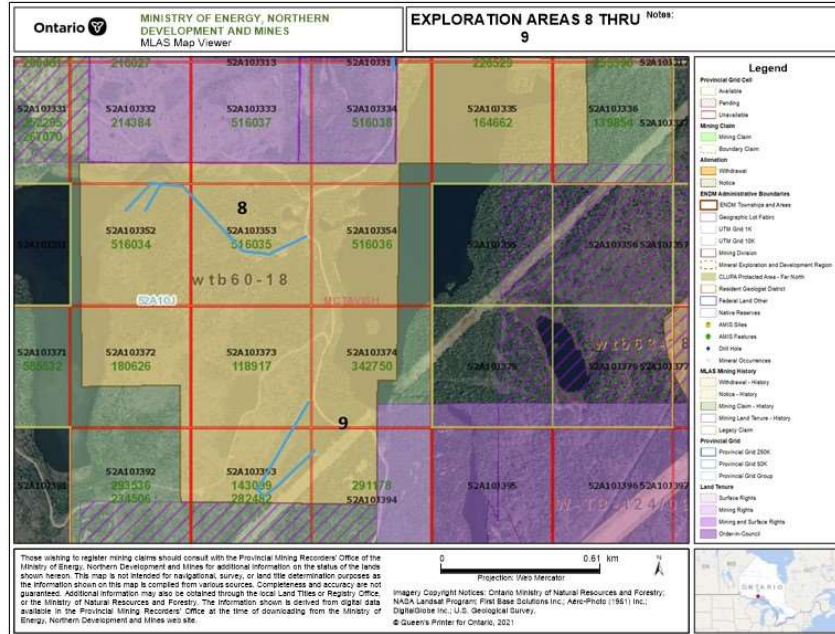 Ontario
MINISTRY OF ENERGY, NORTHERN
DEVELOPMENT AND MINES
MLAS Map Viewer
EXPLORATION AREAS 8 THRU
9
Notes:
216027
52A10J313
226529
52A10J331
52A10J332
52A10J333
52A10J334
52A10J335
52A10J336
267070
214384
516037
516038
164662
139854
8
52A10J352
52A10J353
52A10J354
52A10J356
52A10J357
516034
516035
516036
wtb60-18
52A10J
MCTAVISH
52A10J371
52A10J372
52A10J373
52A10J374
585532
180626
118917
342750
9
52A10J392
52A10J393
52A10J395
52A10J396
52A10J397
293536
291178
234506
282482
52A10J394
Legend
Provincial Grid Cell
Available
Pending
Unavailable
Mining Claim
Mining Claim
Boundary Claim
Alienation
Withdrawal
Notice
ENDM Administrative Boundaries
ENDM Townships and Areas
Geographic Lot Fabric
UTM Grid 1K
UTM Grid 10K
Mining Division
Mineral Exploration and Development Region
CLUPA Protected Area - Far North
Resident Geologist District
Federal Land Other
Native Reserves
AMIS Sites
AMIS Features
Drill Hole
Mineral Occurrences
MLAS Mining History
Withdrawal - History
Notice - History
Mining Claim - History
Mining Land Tenure - History
Legacy Claim
Provincial Grid
Provincial Grid 250K
Provincial Grid 50K
Provincial Grid Group
Land Tenure
Surface Rights
Mining Rights
Mining and Surface Rights
Order-in-Council
Those wishing to register mining claims should consult with the Provincial Mining Recorders' Office of the
Ministry of Energy, Northern Development and Mines for additional information on the status of the lands
shown hereon. This map is not intended for navigational, survey, or land title determination purposes as
the information shown on this map is compiled from various sources. Completeness and accuracy are not
guaranteed. Additional information may also be obtained through the local Land Titles or Registry Office,
or the Ministry of Natural Resources and Forestry. The information shown is derived from digital data
available in the Provincial Mining Recorders' Office at the time of downloading from the Ministry of
Energy, Northern Development and Mines web site.
0
0.61 km
N
Projection: Web Mercator
Imagery Copyright Notices: Ontario Ministry of Natural Resources and Forestry;
NASA Landsat Program; First Base Solutions Inc.; Aéro-Photo (1961) Inc.;
DigitalGlobe Inc.; U.S. Geological Survey.
© Queen's Printer for Ontario, 2021
ONTARIO